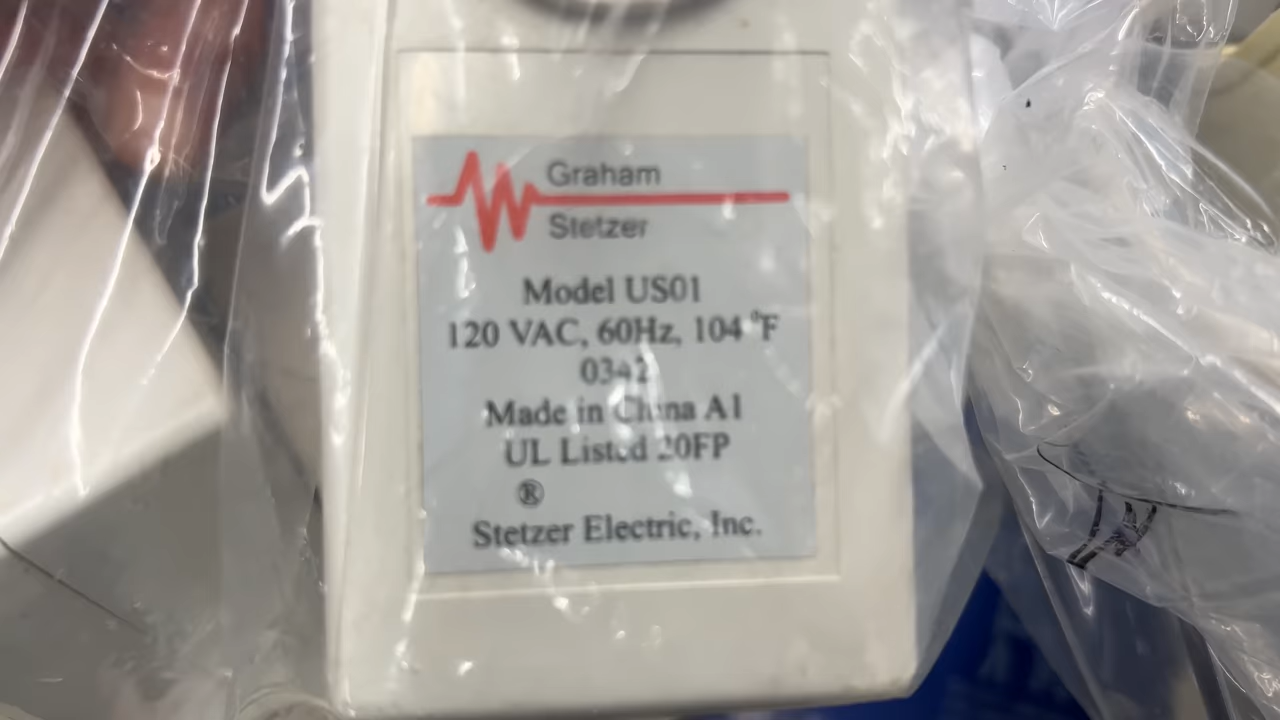 Graham
Stetzer
Model US01
120 VAC, 60Hz, 104 °F
0342
Made in China A1
UL Listed 20FP
®
Stetzer Electric, Inc.